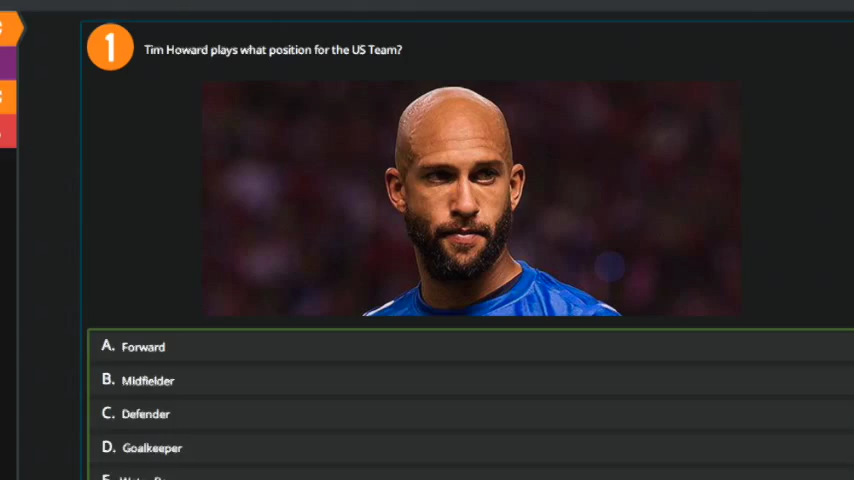 1
Tim Howard plays what position for the US Team?
A. Forward
B. Midfielder
C. Defender
D. Goalkeeper